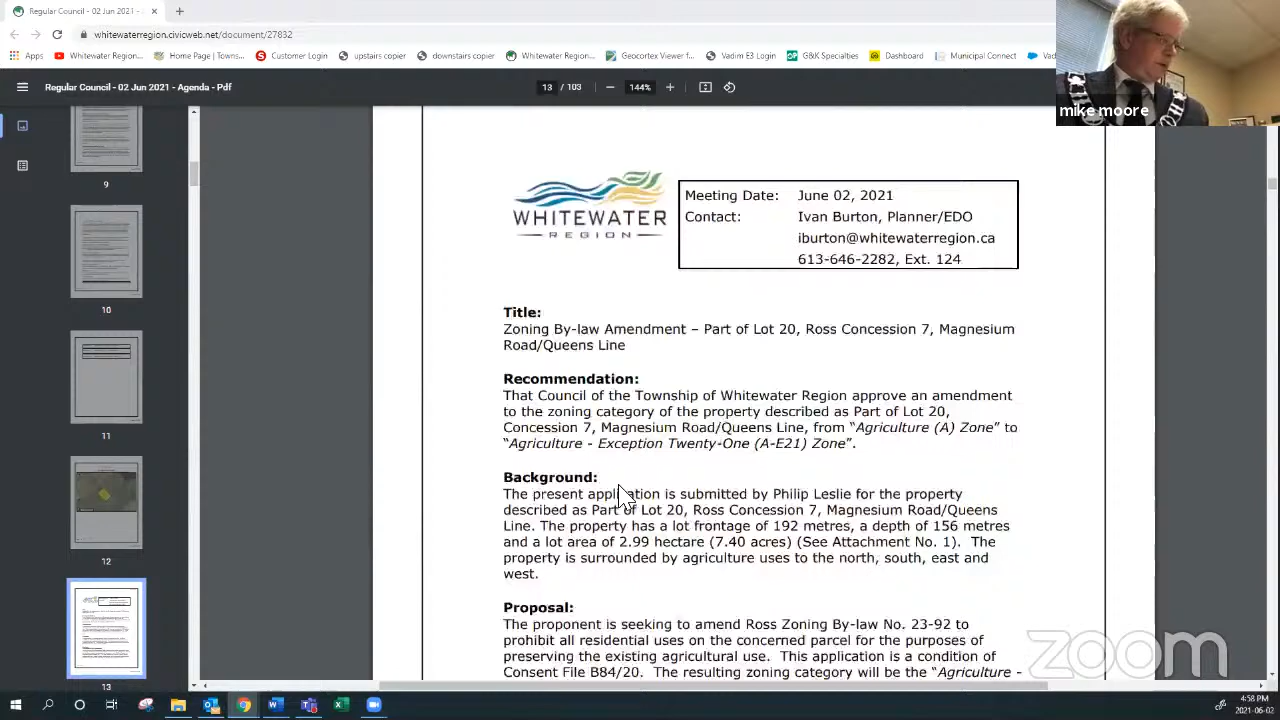 Regular Council - 02 Jun 2021 -
whitewaterregion.civicweb.net/document/27832
Apps
Whitewater Region...
Home Page | Towns...
Customer Login
upstairs copier
downstairs copier
Whitewater Region...
Geocortex Viewer f...
Vadim E3 Login
G&K Specialties
Dashboard
Municipal Connect
Vad
mike moore
Regular Council - 02 Jun 2021 - Agenda - Pdf
13 / 103
144%
9
10
11
12
13
WHITEWATER
REGION
Meeting Date: June 02, 2021
Contact: Ivan Burton, Planner/EDO
iburton@whitewaterregion.ca
613-646-2282, Ext. 124
Title:
Zoning By-law Amendment – Part of Lot 20, Ross Concession 7, Magnesium
Road/Queens Line
Recommendation:
That Council of the Township of Whitewater Region approve an amendment
to the zoning category of the property described as Part of Lot 20,
Concession 7, Magnesium Road/Queens Line, from “Agriculture (A) Zone” to
“Agriculture - Exception Twenty-One (A-E21) Zone”.
Background:
The present application is submitted by Philip Leslie for the property
described as Part of Lot 20, Ross Concession 7, Magnesium Road/Queens
Line. The property has a lot frontage of 192 metres, a depth of 156 metres
and a lot area of 2.99 hectare (7.40 acres) (See Attachment No. 1). The
property is surrounded by agriculture uses to the north, south, east and
west.
Proposal:
The proponent is seeking to amend Ross Zoning By-law No. 23-92 to
prohibit all residential uses on the concerned parcel for the purposes of
preserving the existing agricultural use. This application is a condition of
Consent File B84/20. The resulting zoning category will be the “Agriculture -
zoom
4:58 PM
2021-06-02